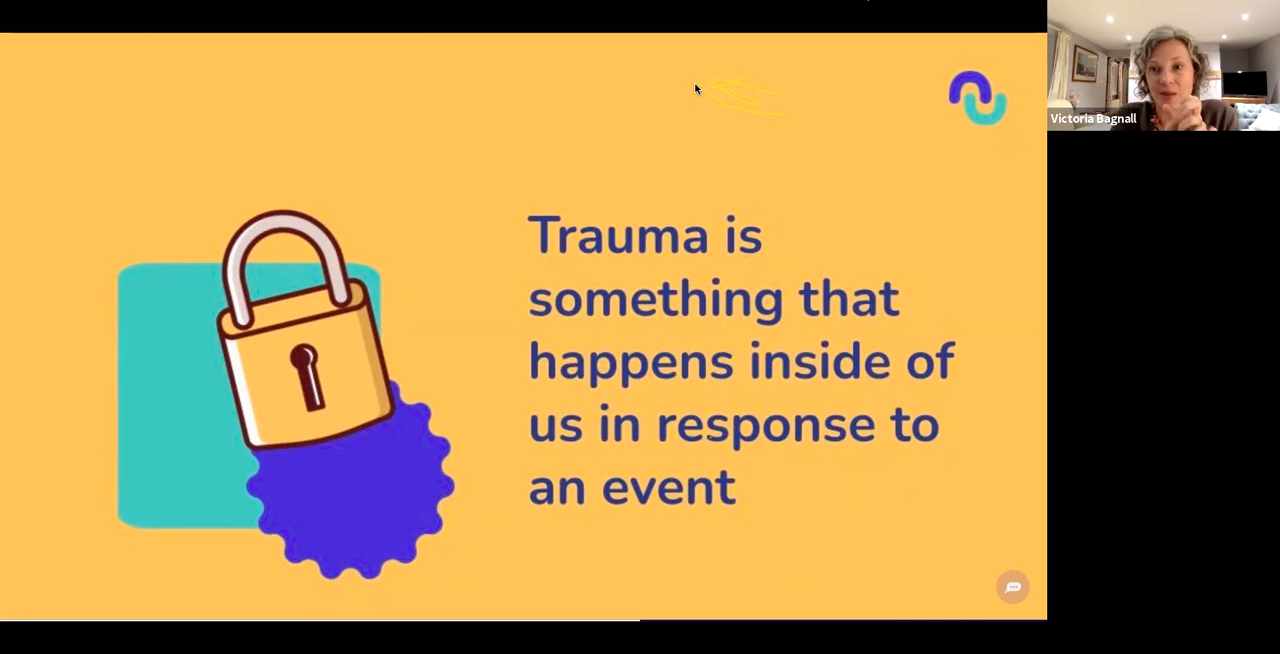 Victoria Bagnall
Trauma is
something that
happens inside of
us in response to
an event